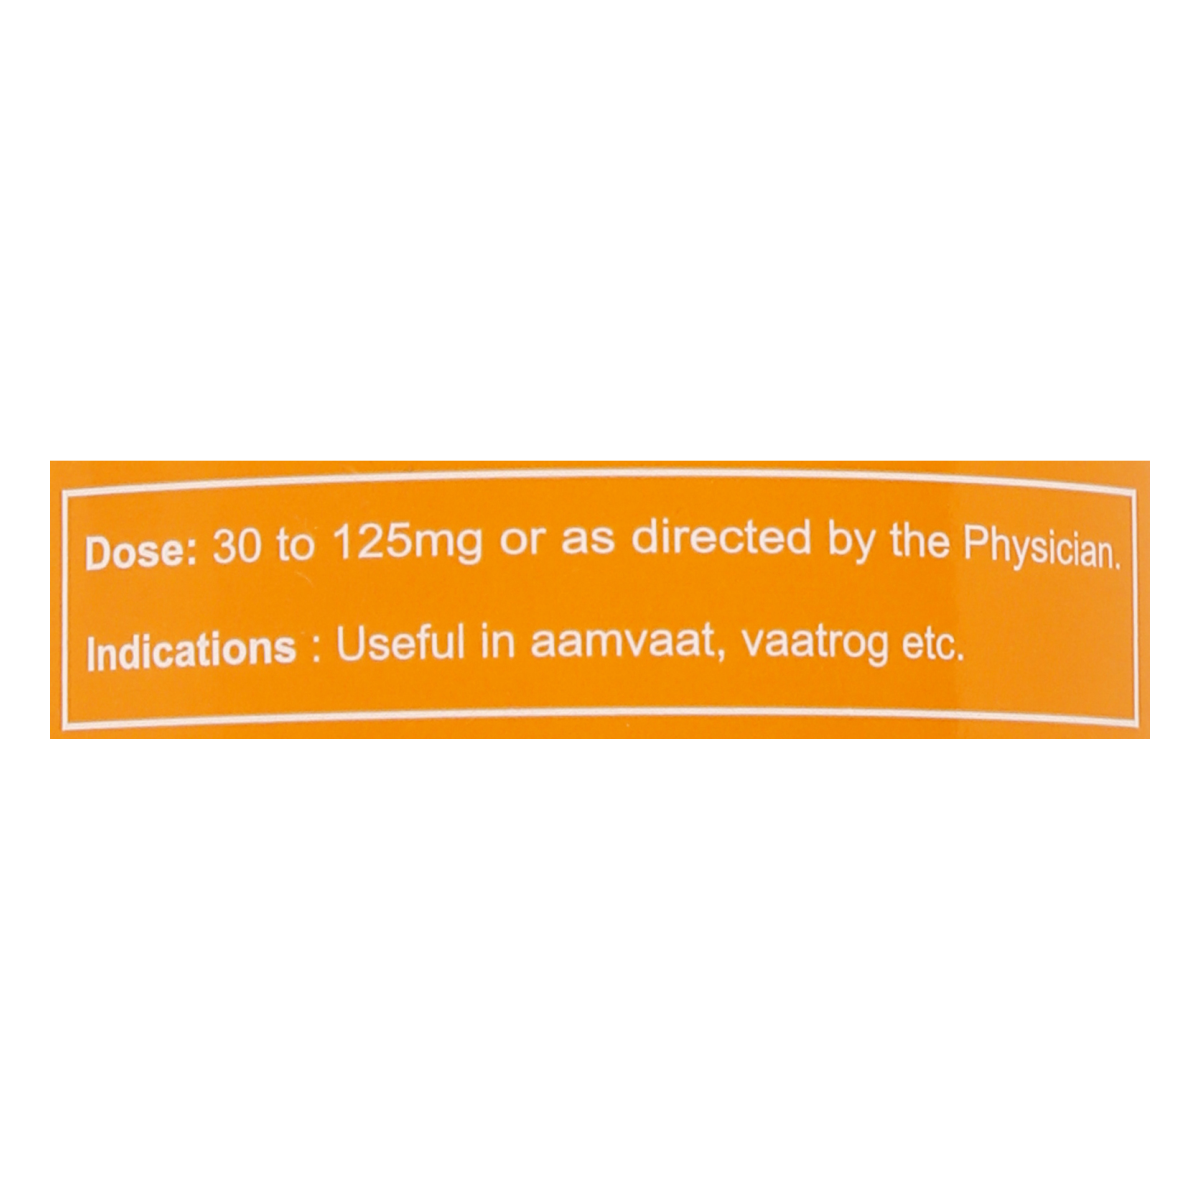 Dose: 30 to 125mg or as directed by the Physician.
Indications : Useful in aamvaat, vaatrog etc.